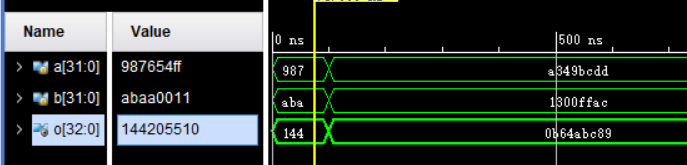 Name Value 0 ns 500 ns
a[31:0] 987654ff 987 a349bcdd
b[31:0] abaa0011 aba 1300ffac
o[32:0] 144205510 144 0b64abc89